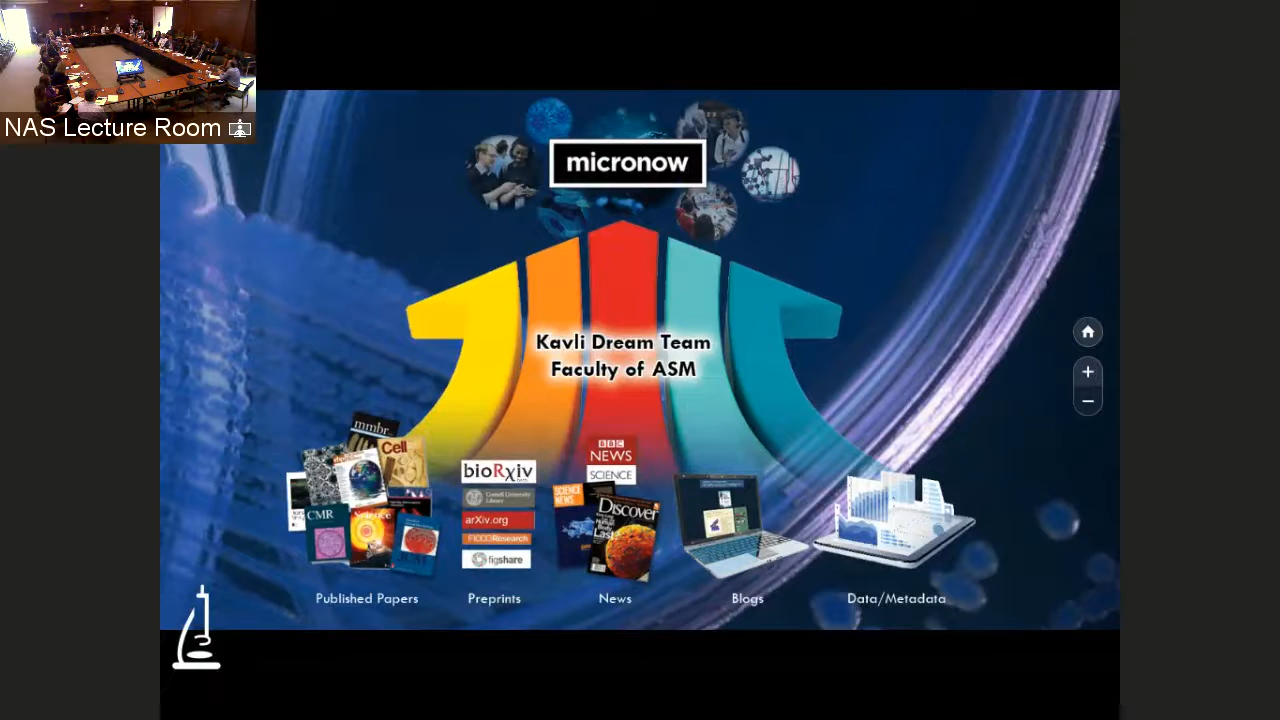 NAS Lecture Room
micronow
Kavli Dream Team
Faculty of ASM
mmbr
Cell
CMR
Science
bioRxiv
Cornell University
Library
arXiv.org
F1000Research
figshare
BBC
NEWS
SCIENCE
SCIENCE
NEWS
Discover
Published Papers
Preprints
News
Blogs
Data/Metadata